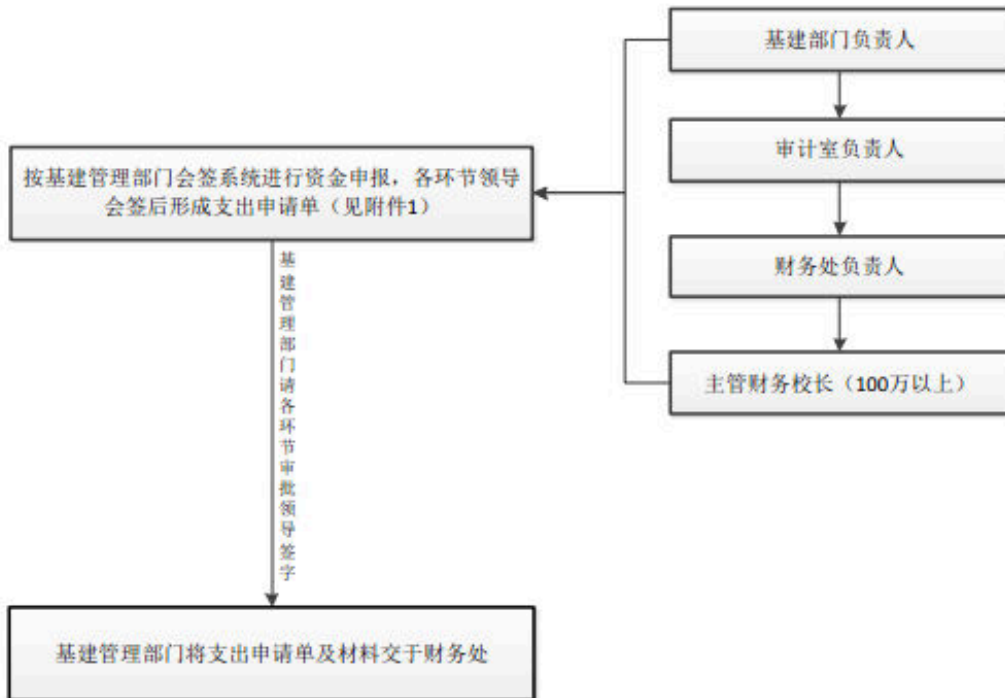 基建部门负责人
审计室负责人
按基建管理部门会签系统进行资金申报，各环节领导
会签后形成支出申请单（见附件1）
财务处负责人
主管财务校长（100万以上）
基建管理部门请各环节审批领导签字
基建管理部门将支出申请单及材料交于财务处